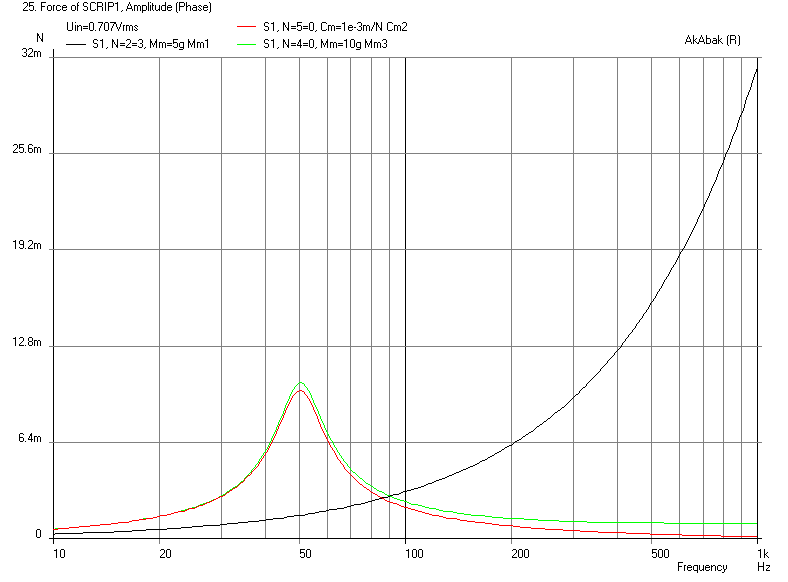 25. Force of SCRIP1, Amplitude (Phase)
Uin=0.707Vrms
S1, N=5=0, Cm=1e-3m/N Cm2
S1, N=2=3, Mm=5g Mm1
S1, N=4=0, Mm=10g Mm3
AkAbak (R)
N
32m
25.6m
19.2m
12.8m
6.4m
0
10 20 50 100 200 500 1k
Frequency Hz